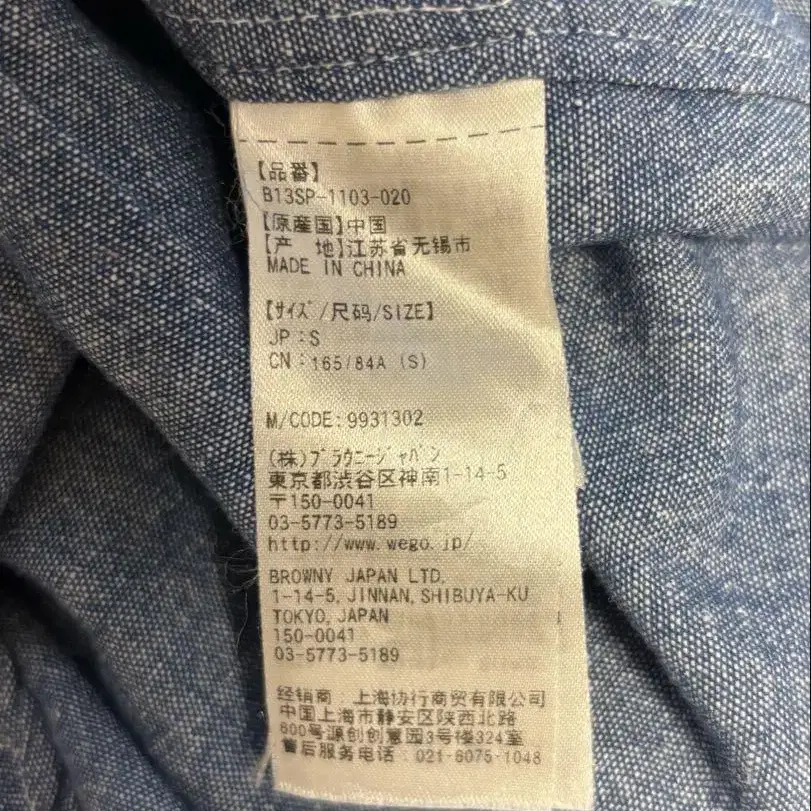 【品番】
B13SP-1103-020
【原産国】中国
【产　地】江苏省无锡市
MADE IN CHINA
【ｻｲｽﾞ/尺码/SIZE】
JP：S
CN：165/84A (S)
M/CODE：9931302
(株)ﾌﾞﾗｳﾆｰｼﾞｬﾊﾟﾝ
東京都渋谷区神南1-14-5
〒150-0041
03-5773-5189
http://www.wego.jp/
BROWNY JAPAN LTD.
1-14-5, JINNAN, SHIBUYA-KU
TOKYO, JAPAN
150-0041
03-5773-5189
经销商：上海协行商贸有限公司
中国上海市静安区陕西北路
600号源创创意园3号楼324室
售后服务电话：021-6075-1048